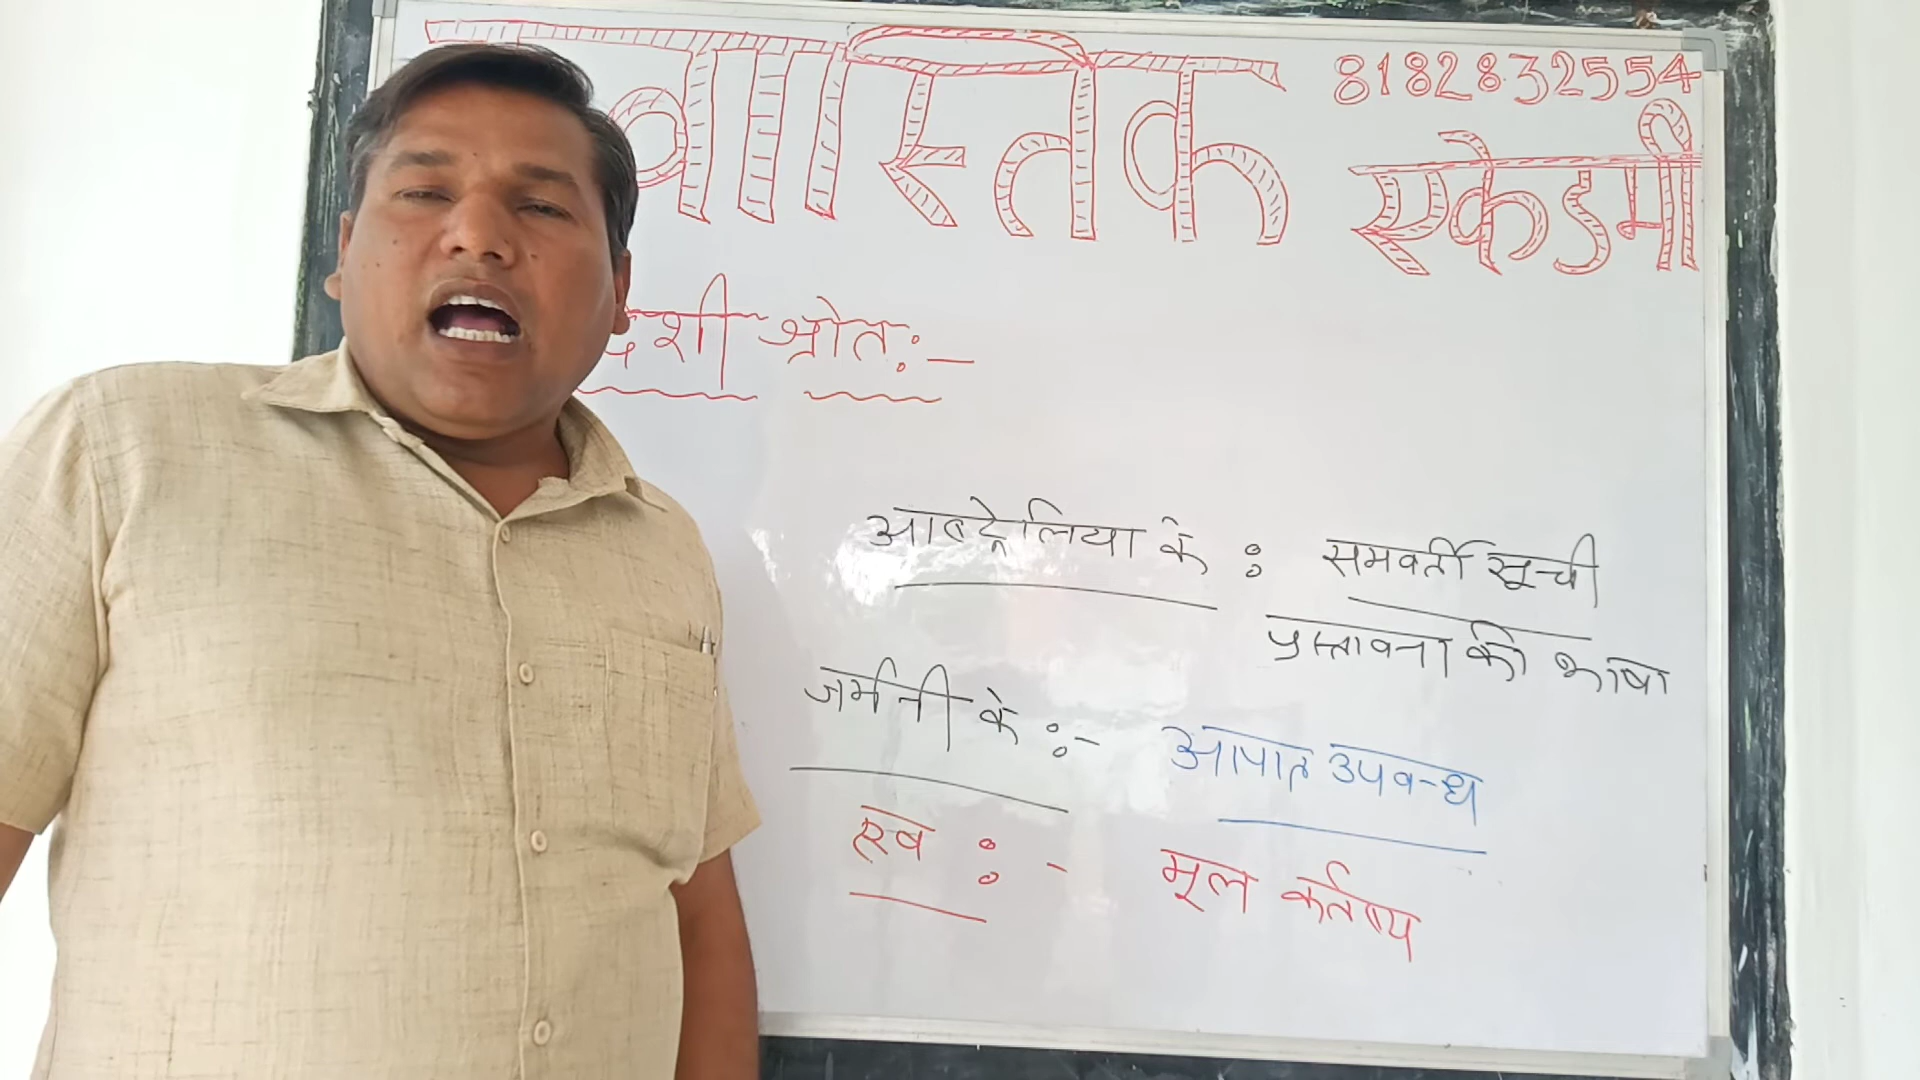 वास्तिक
8182832554
एकेडमी
देशी श्रोत :-
आस्ट्रेलिया के : समवर्ती सूची
प्रस्तावना की भाषा
जर्मनी के :- आपात उपबन्ध
रूस :- मूल कर्तव्य